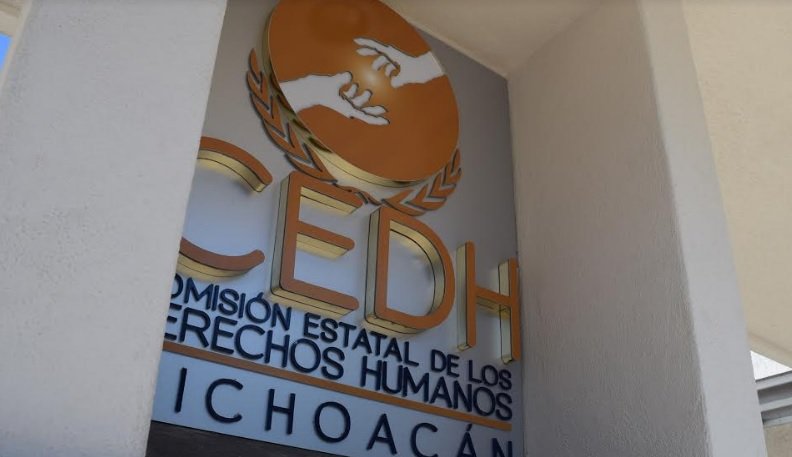 CEDH
OMISIÓN ESTATAL DE LOS
ERECHOS HUMANOS
ICHOACÁN